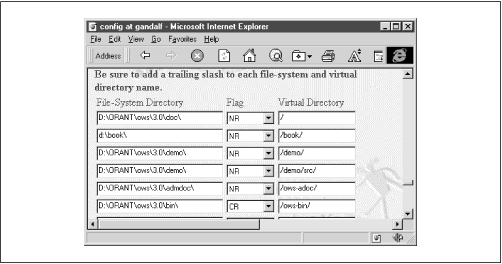 config at gandalf - Microsoft Internet Explorer
File Edit View Go Favorites Help
Address
Be sure to add a trailing slash to each file-system and virtual
directory name.
File-System Directory Flag Virtual Directory
D:\ORANT\ows\3.0\doc\ NR /
d:\book\ NR /book/
D:\ORANT\ows\3.0\demo\ NR /demo/
D:\ORANT\ows\3.0\demo\ NR /demo/src/
D:\ORANT\ows\3.0\admdoc\ NR /ows-adoc/
D:\ORANT\ows\3.0\bin\ CR /ows-bin/